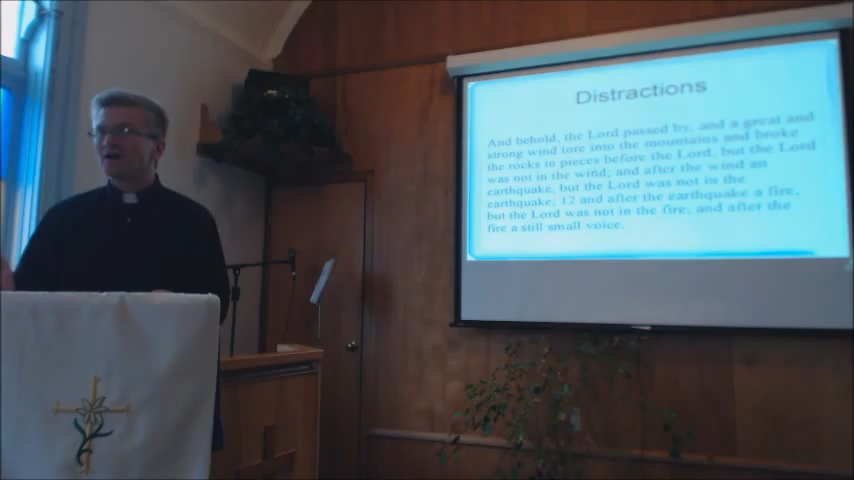 Distractions
And behold, the Lord passed by, and a great and
strong wind tore into the mountains and broke
the rocks in pieces before the Lord, but the Lord
was not in the wind; and after the wind an
earthquake, but the Lord was not in the
earthquake; 12 and after the earthquake a fire,
but the Lord was not in the fire, and after the
fire a still small voice.